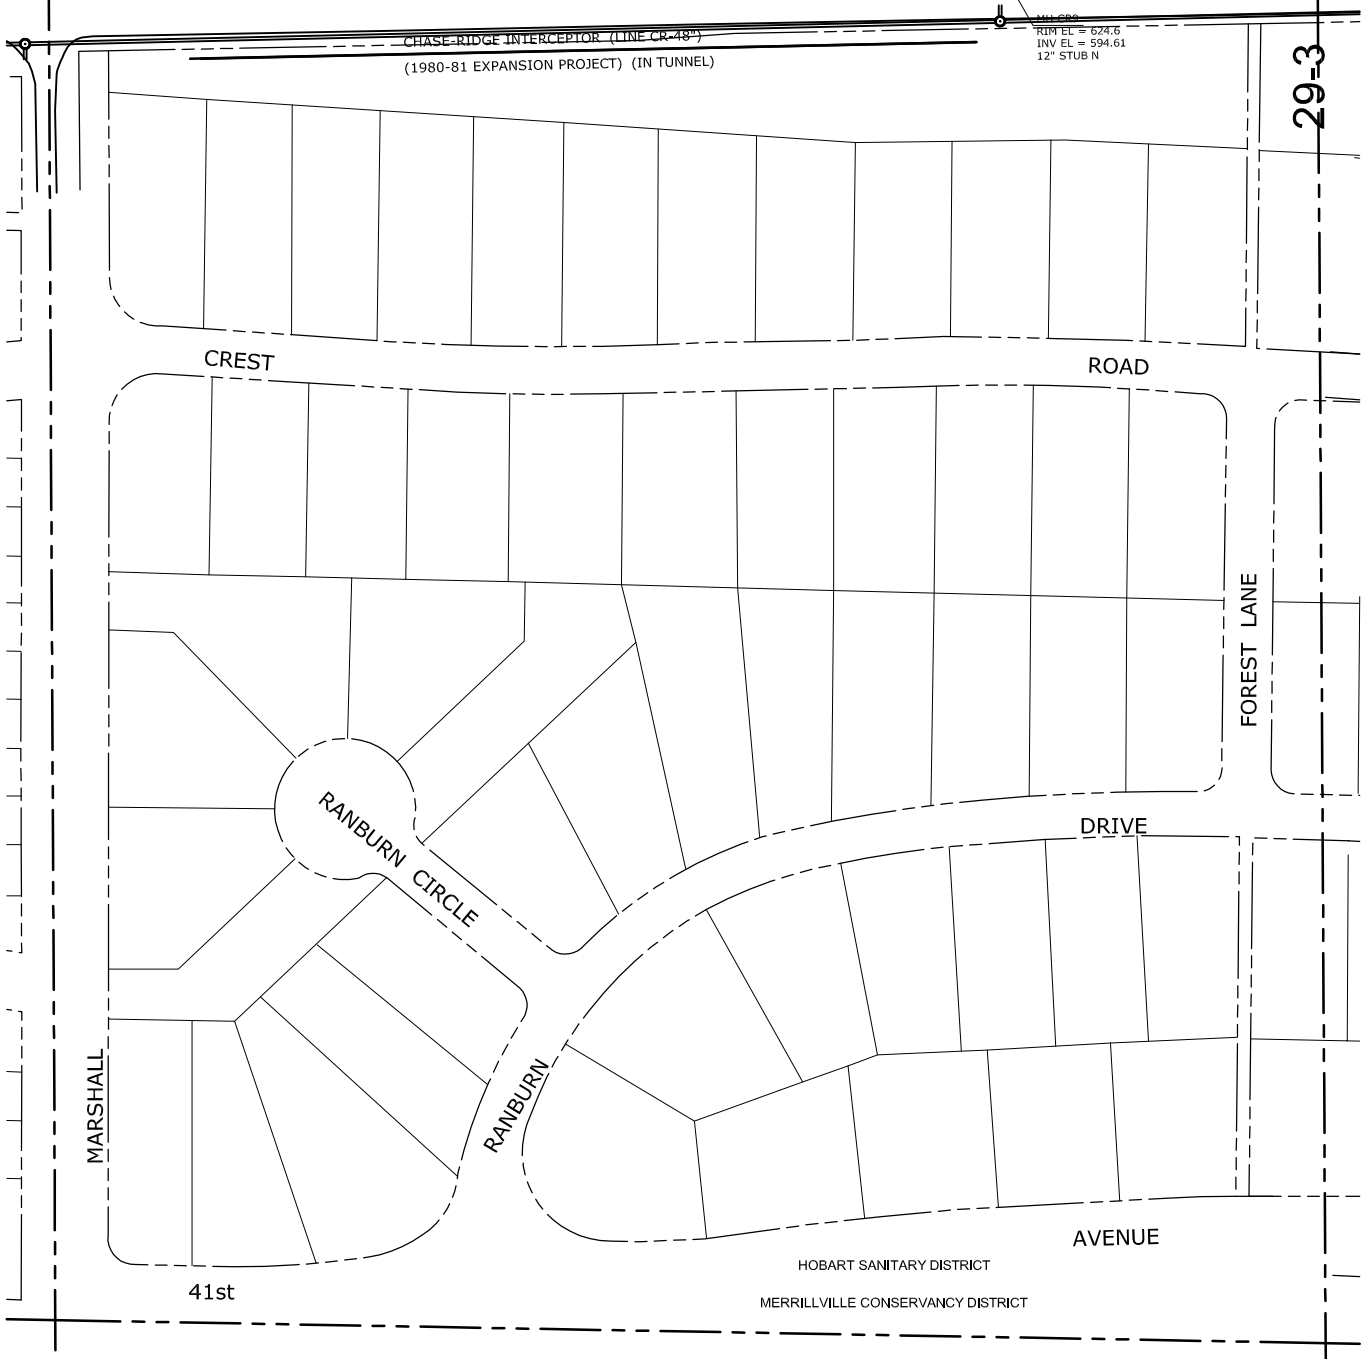 MH CR9
RIM EL = 624.6
INV EL = 594.61
12" STUB N
CHASE-RIDGE INTERCEPTOR (LINE CR-48")
(1980-81 EXPANSION PROJECT) (IN TUNNEL)
29-3
CREST ROAD
FOREST LANE
RANBURN CIRCLE
DRIVE
RANBURN
MARSHALL
AVENUE
HOBART SANITARY DISTRICT
41st
MERRILLVILLE CONSERVANCY DISTRICT